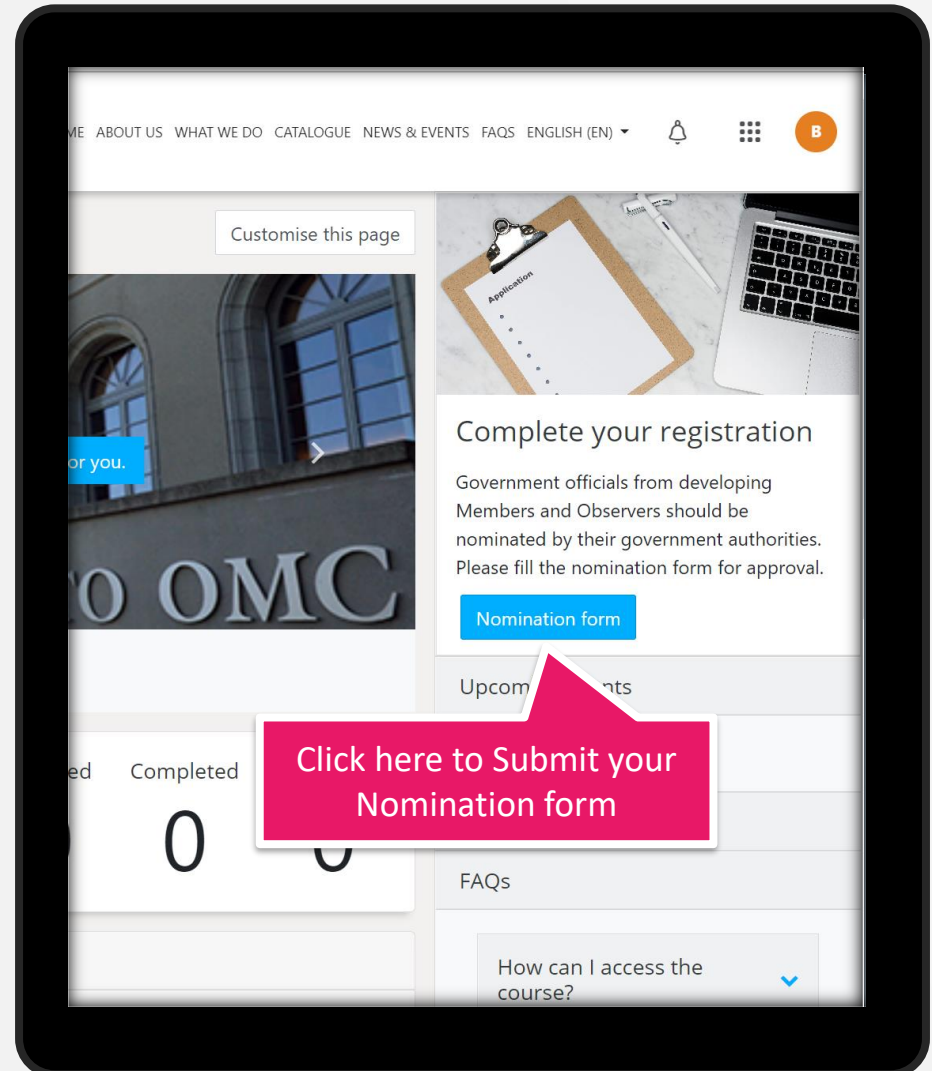 ME ABOUT US WHAT WE DO CATALOGUE NEWS & EVENTS FAQS ENGLISH (EN)
B
Customise this page
or you.
TO OMC
Application
Complete your registration
Government officials from developing
Members and Observers should be
nominated by their government authorities.
Please fill the nomination form for approval.
Nomination form
Upcom nts
Click here to Submit your
Nomination form
ed Completed
0 0 0
FAQs
How can I access the
course?